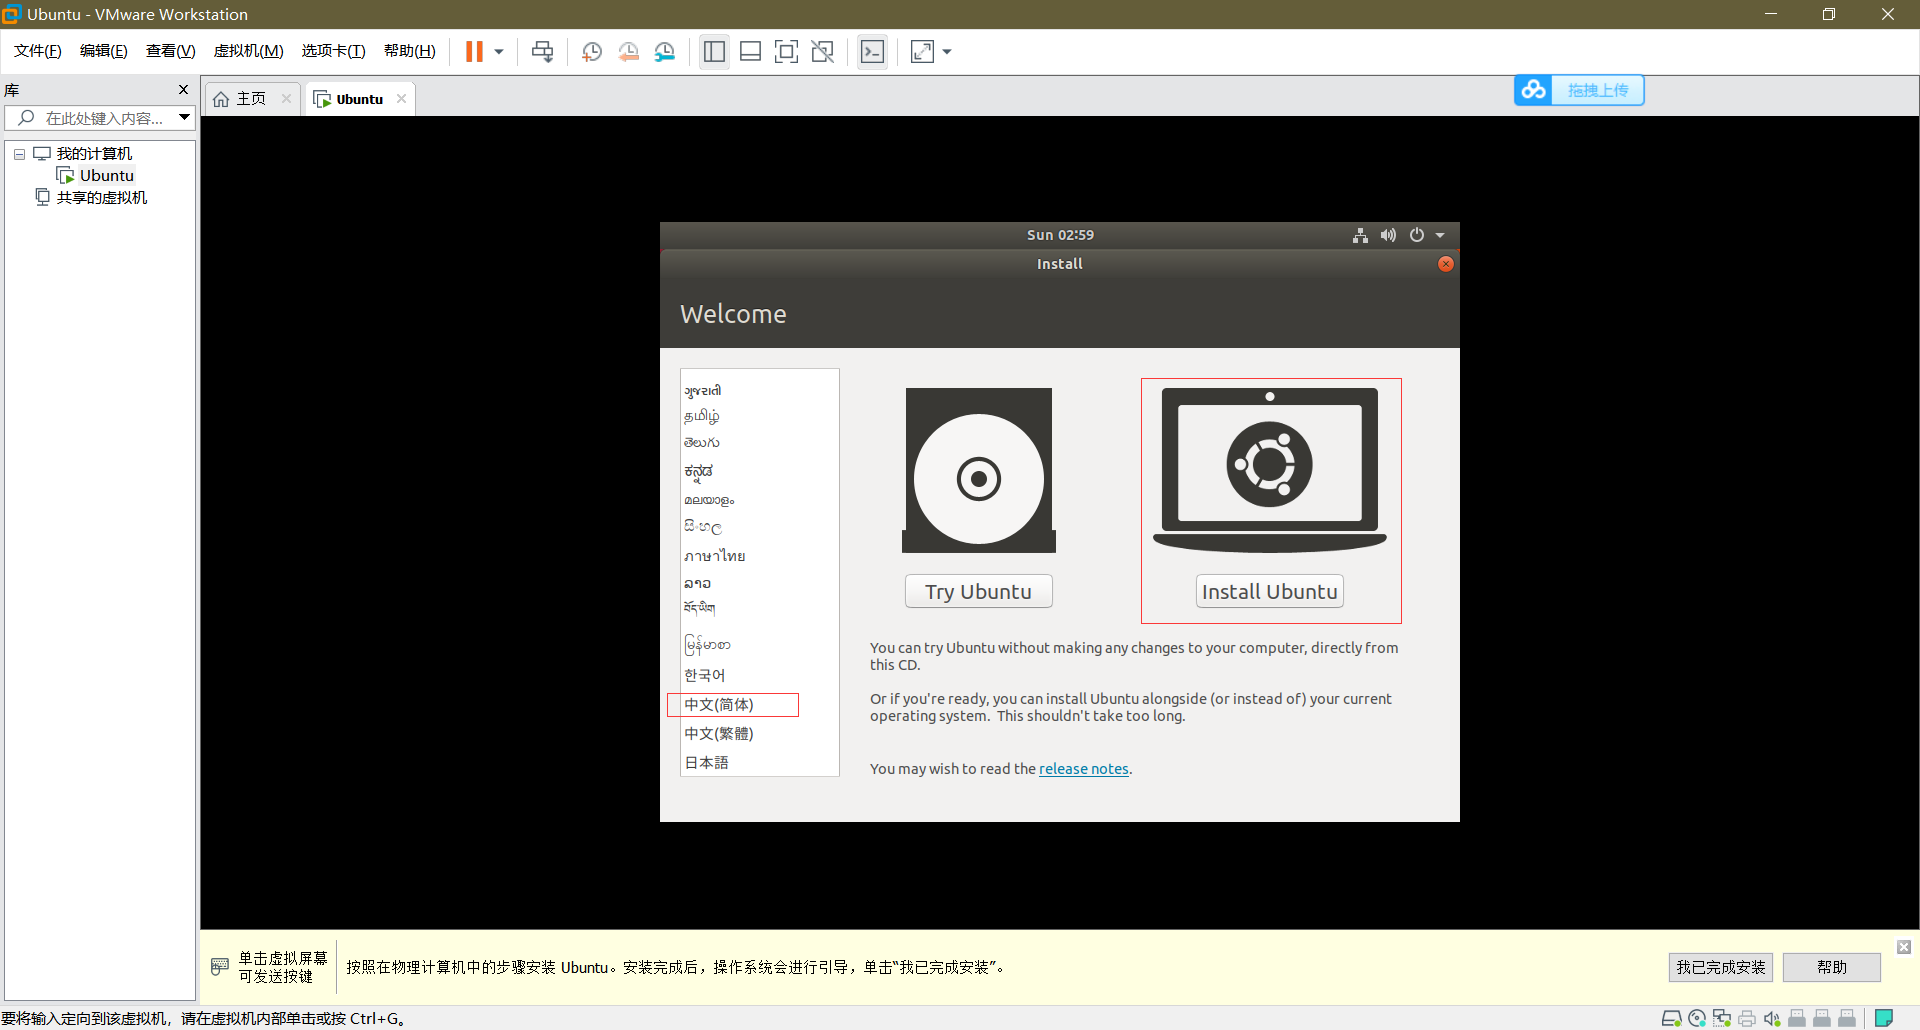 Ubuntu - VMware Workstation
文件(F) 编辑(E) 查看(V) 虚拟机(M) 选项卡(T) 帮助(H)
库
在此处键入内容...
我的计算机
Ubuntu
共享的虚拟机
主页
Ubuntu
拖拽上传
Sun 02:59
Install
Welcome
ગુજરાતી
தமிழ்
తెలుగు
ಕನ್ನಡ
മലയാളം
සිංහල
ภาษาไทย
ລາວ
བོད་ཡིག
မြန်မာစာ
한국어
中文(简体)
中文(繁體)
日本語
Try Ubuntu
Install Ubuntu
You can try Ubuntu without making any changes to your computer, directly from
this CD.
Or if you're ready, you can install Ubuntu alongside (or instead of) your current
operating system. This shouldn't take too long.
You may wish to read the release notes.
单击虚拟屏幕
可发送按键
按照在物理计算机中的步骤安装 Ubuntu。安装完成后，操作系统会进行引导，单击“我已完成安装”。
我已完成安装
帮助
要将输入定向到该虚拟机，请在虚拟机内部单击或按 Ctrl+G。